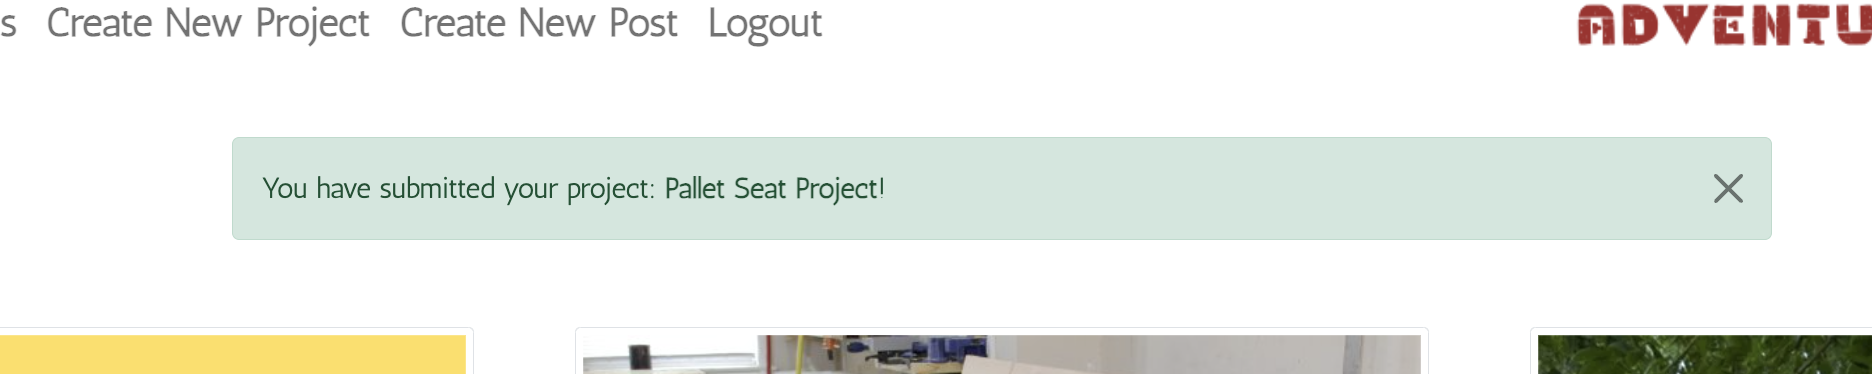 s Create New Project Create New Post Logout
ADVENTU
You have submitted your project: Pallet Seat Project!